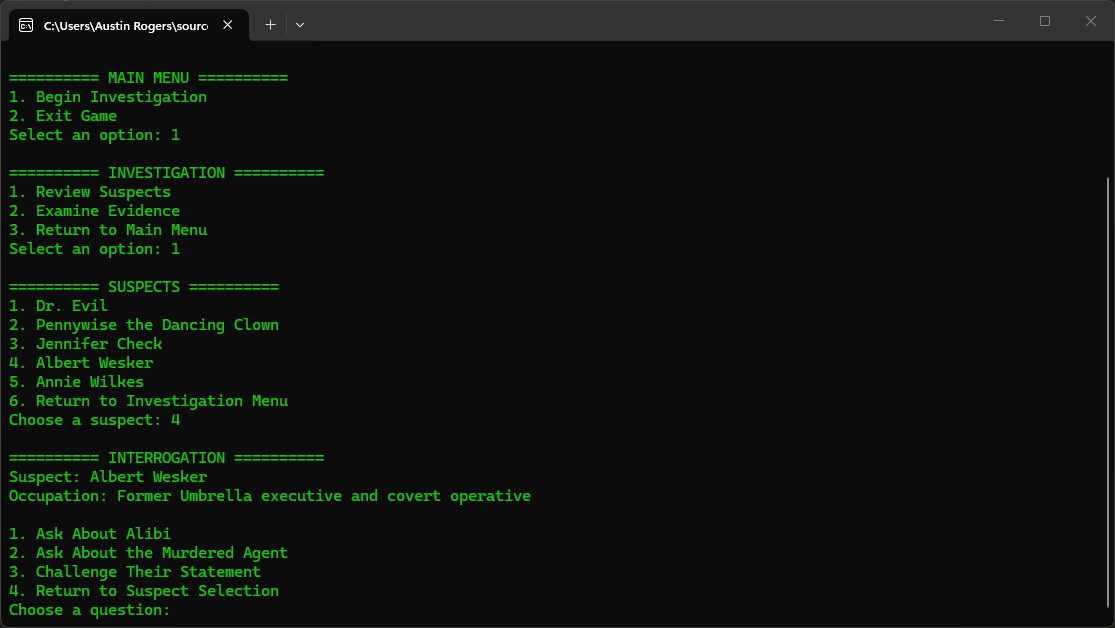 C:\Users\Austin Rogers\sourc
========== MAIN MENU ==========
1. Begin Investigation
2. Exit Game
Select an option: 1
========== INVESTIGATION ==========
1. Review Suspects
2. Examine Evidence
3. Return to Main Menu
Select an option: 1
========== SUSPECTS ==========
1. Dr. Evil
2. Pennywise the Dancing Clown
3. Jennifer Check
4. Albert Wesker
5. Annie Wilkes
6. Return to Investigation Menu
Choose a suspect: 4
========== INTERROGATION ==========
Suspect: Albert Wesker
Occupation: Former Umbrella executive and covert operative
1. Ask About Alibi
2. Ask About the Murdered Agent
3. Challenge Their Statement
4. Return to Suspect Selection
Choose a question: